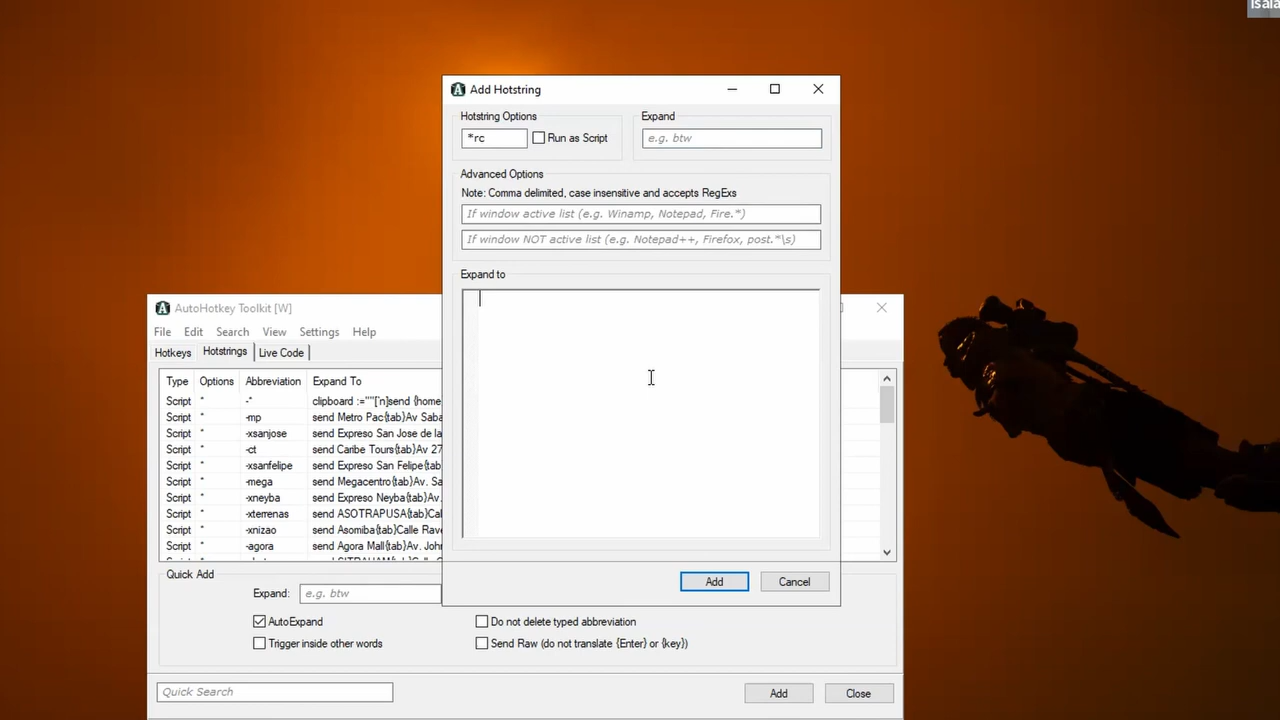 Isaia
Add Hotstring
Hotstring Options
Expand
*rc
Run as Script
e.g. btw
Advanced Options
Note: Comma delimited, case insensitive and accepts RegExs
If window active list (e.g. Winamp, Notepad, Fire.*)
If window NOT active list (e.g. Notepad++, Firefox, post.*\s)
Expand to
Add
Cancel
AutoHotkey Toolkit [W]
File Edit Search View Settings Help
Hotkeys Hotstrings Live Code
Type Options Abbreviation Expand To
Script * -* clipboard :=""[`n]send {home
Script * -mp send Metro Pac{tab}Av Saba
Script * -xsanjose send Expreso San Jose de la
Script * -ct send Caribe Tours{tab}Av 27
Script * -xsanfelipe send Expreso San Felipe{tab
Script * -mega send Megacentro{tab}Av. Sa
Script * -xneyba send Expreso Neyba{tab}Av.
Script * -xterrenas send ASOTRAPUSA{tab}Cal
Script * -xnizao send Asomiba{tab}Calle Rave
Script * -agora send Agora Mall{tab}Av. John
Quick Add
Expand: e.g. btw
AutoExpand
Do not delete typed abbreviation
Trigger inside other words
Send Raw (do not translate {Enter} or {key})
Quick Search
Add
Close